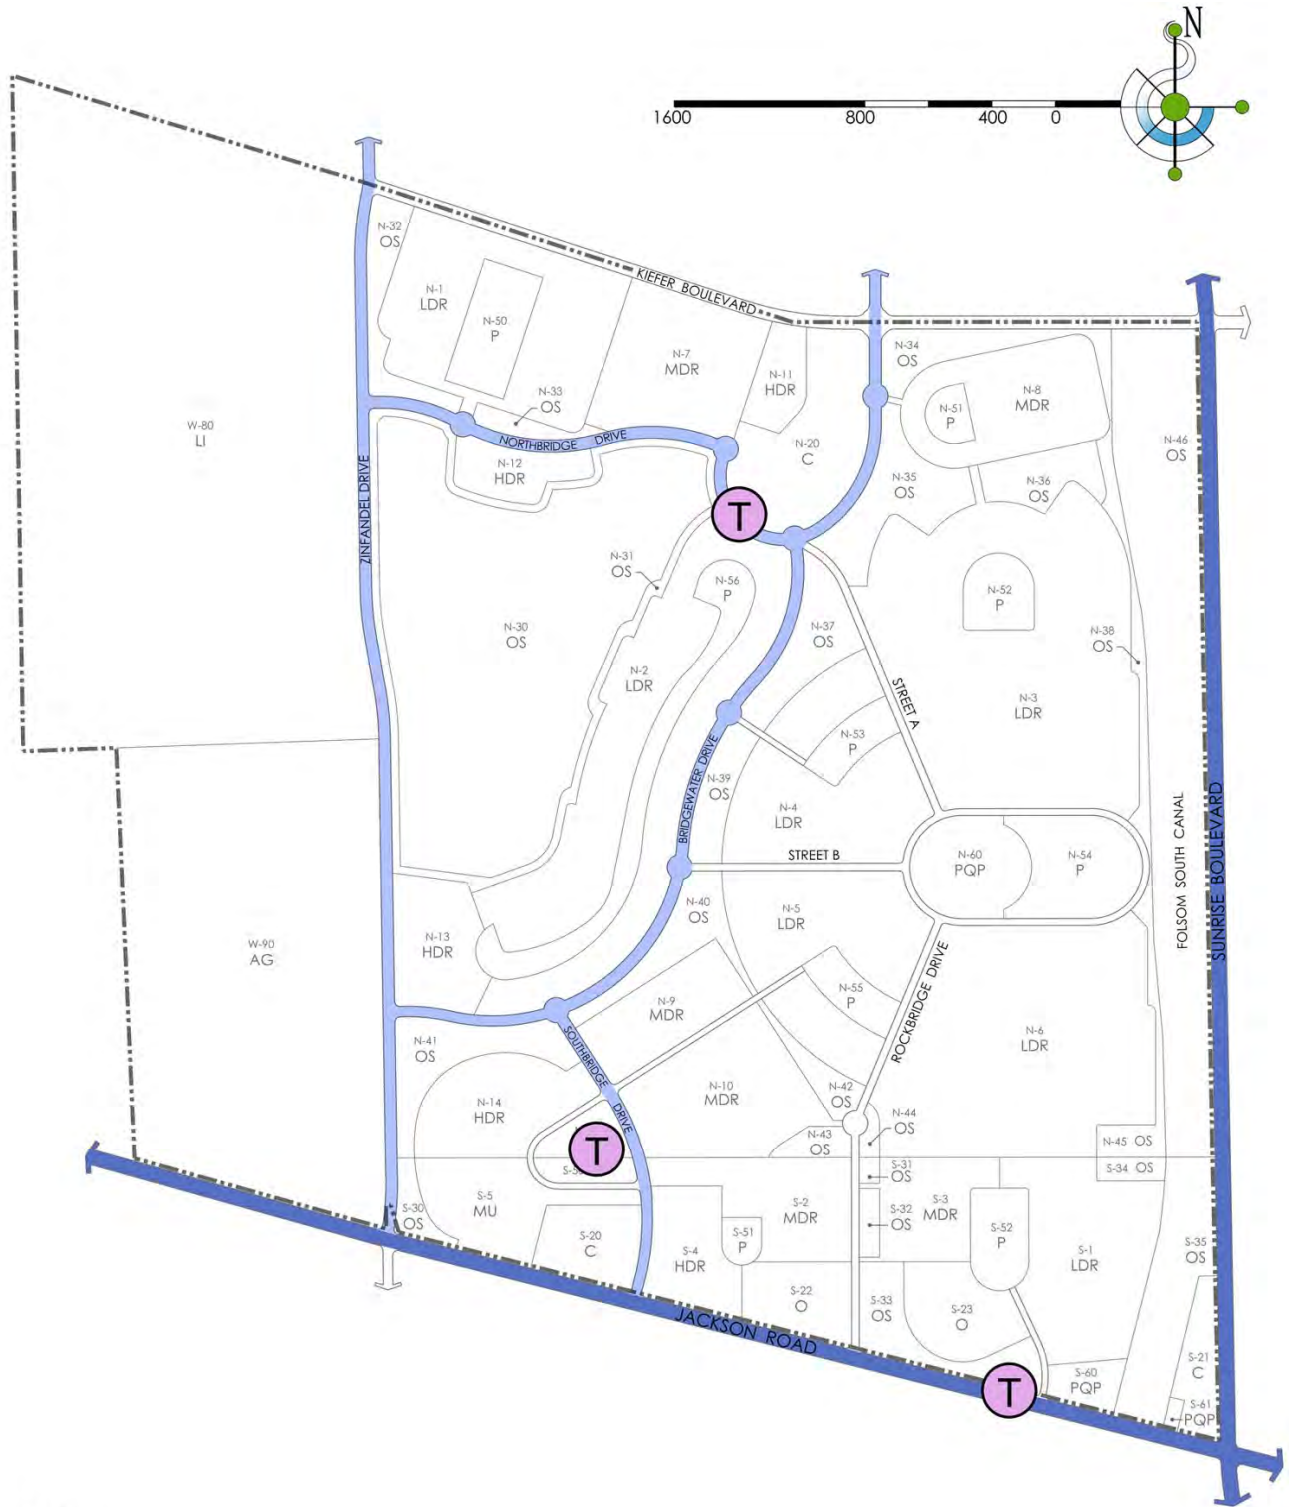 N
1600
800
400
0
N-32
OS
KIEFER BOULEVARD
N-1
LDR
N-50
P
N-34
OS
N-7
MDR
N-11
HDR
N-8
MDR
N-33
OS
N-51
P
W-80
LI
NORTHBRIDGE DRIVE
N-20
C
N-46
OS
N-12
HDR
N-35
OS
N-36
OS
ZINFANDEL DRIVE
T
N-31
OS
N-56
P
N-52
P
N-30
OS
N-37
OS
N-38
OS
N-2
LDR
STREET A
N-3
LDR
N-53
P
BRIDGEWATER DRIVE
N-39
OS
N-4
LDR
FOLSOM SOUTH CANAL
SUNRISE BOULEVARD
STREET B
N-60
PQP
N-54
P
N-40
OS
N-5
LDR
W-90
AG
N-13
HDR
N-55
P
ROCKBRIDGE DRIVE
N-9
MDR
N-6
LDR
N-41
OS
SOUTHBRIDGE DRIVE
N-14
HDR
N-10
MDR
N-42
OS
N-44
OS
N-43
OS
N-45 OS
T
S-34 OS
S-31
OS
S-5
MU
S-2
MDR
S-3
MDR
S-30
OS
S-32
OS
S-52
P
S-20
C
S-51
P
S-4
HDR
S-1
LDR
S-35
OS
S-22
O
S-33
OS
S-23
O
JACKSON ROAD
S-21
C
T
S-60
PQP
S-61
PQP